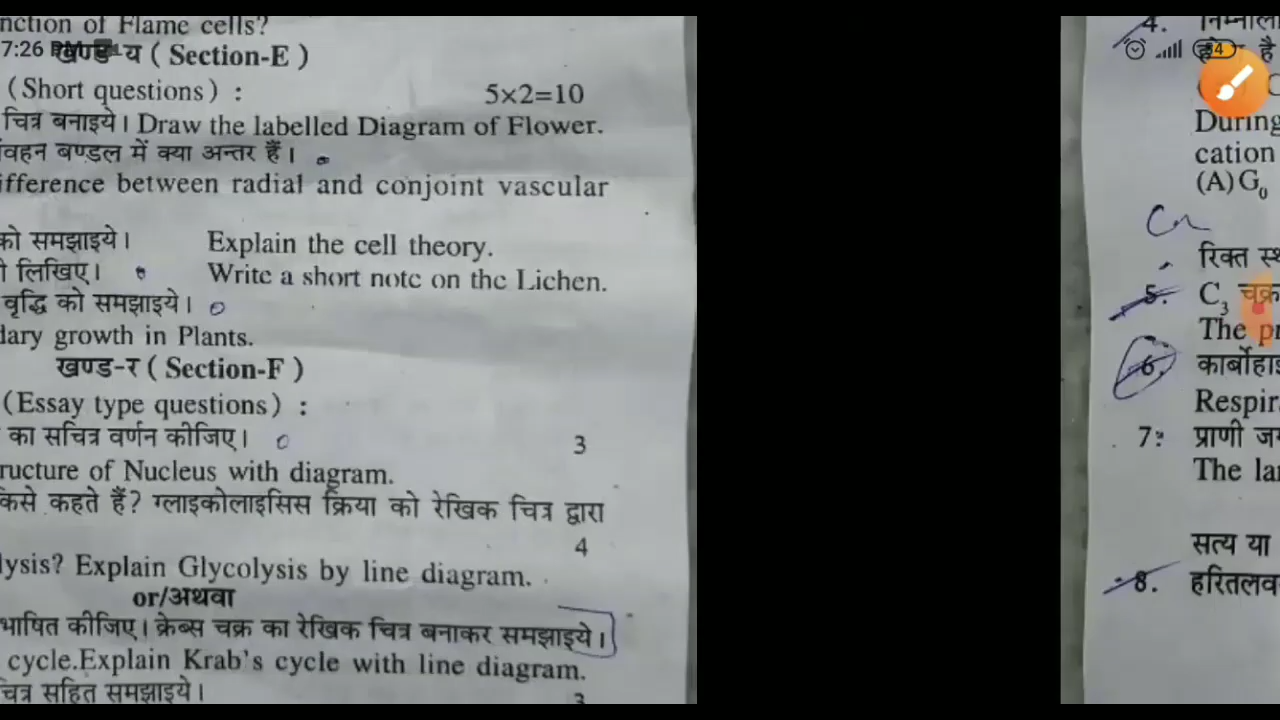 nction of Flame cells?
7:26 PM
खण्ड-य ( Section-E )
(Short questions) :
5×2=10
चित्र बनाइये। Draw the labelled Diagram of Flower.
वहन बण्डल में क्या अन्तर हैं।
ifference between radial and conjoint vascular
को समझाइये। Explain the cell theory.
लिखिए। Write a short note on the Lichen.
वृद्धि को समझाइये।
dary growth in Plants.
खण्ड-र ( Section-F )
(Essay type questions) :
का सचित्र वर्णन कीजिए।
3
ructure of Nucleus with diagram.
किसे कहते हैं? ग्लाइकोलाइसिस क्रिया को रेखिक चित्र द्वारा
4
lysis? Explain Glycolysis by line diagram.
or/अथवा
भाषित कीजिए। क्रेब्स चक्र का रेखिक चित्र बनाकर समझाइये।
cycle.Explain Krab's cycle with line diagram.
चित्र सहित समझाइये।
3
4.
है
During
cation
(A) G₀
रिक्त स्थ
5. C₃ चक्र
The pr
6. कार्बोहाइ
Respira
7. प्राणी जग
The lar
सत्य या
8. हरितलव